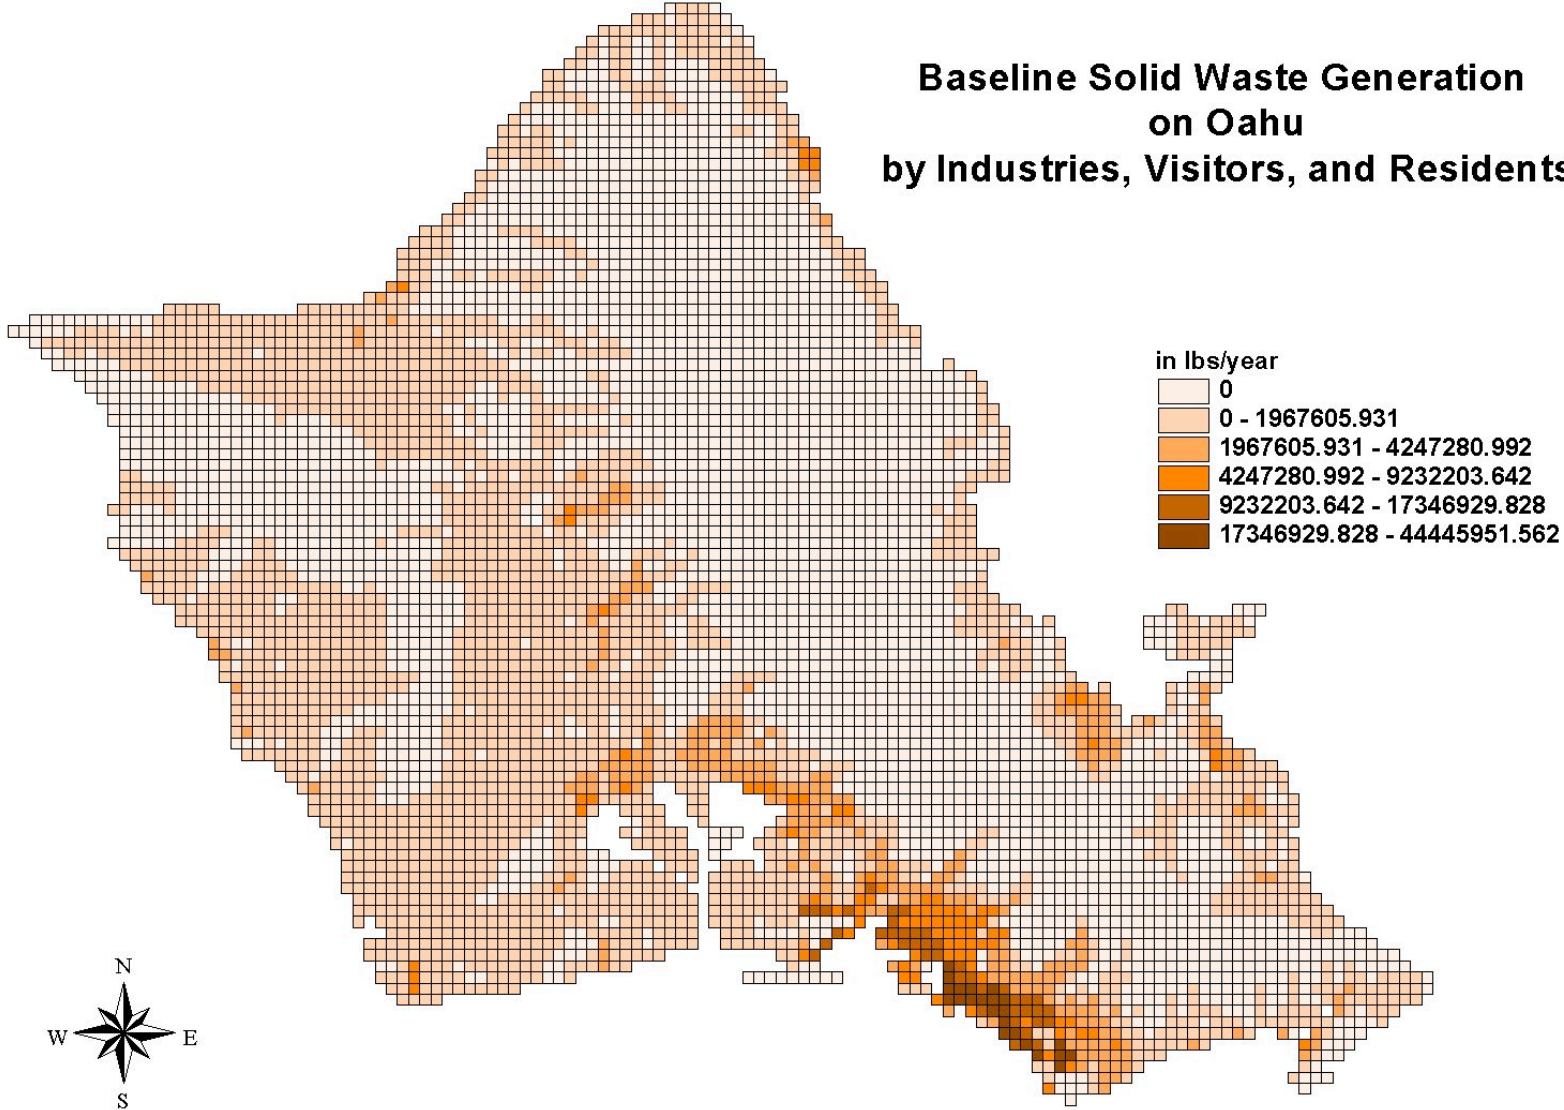 Baseline Solid Waste Generation
on Oahu
by Industries, Visitors, and Residents
in lbs/year
0
0 - 1967605.931
1967605.931 - 4247280.992
4247280.992 - 9232203.642
9232203.642 - 17346929.828
17346929.828 - 44445951.562
N
W E
S